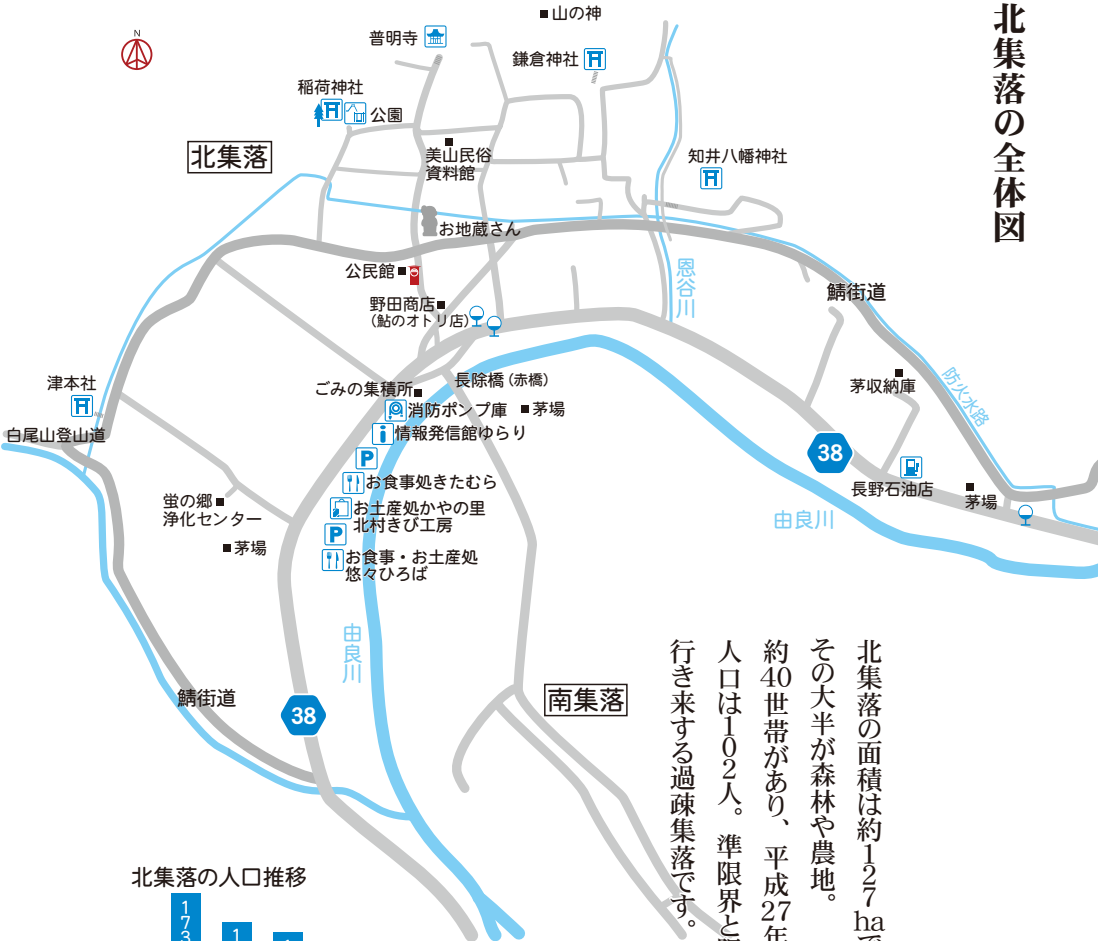 北集落の全体図
N
山の神
普明寺
鎌倉神社
稲荷神社
公園
北集落
美山民俗
資料館
知井八幡神社
お地蔵さん
公民館
恩谷川
鯖街道
野田商店
(鮎のオトリ店)
津本社
ごみの集積所
長除橋(赤橋)
茅収納庫
防火水路
消防ポンプ庫
茅場
白尾山登山道
情報発信館ゆらり
38
P
お食事処きたむら
長野石油店
茅場
蛍の郷
浄化センター
お土産処かやの里
北村きび工房
由良川
P
茅場
お食事・お土産処
悠々ひろば
由良川
鯖街道
38
南集落
北集落の面積は約127haで
その大半が森林や農地。
約40世帯があり、平成27年
人口は102人。準限界と
行き来する過疎集落です。
北集落の人口推移
173
1